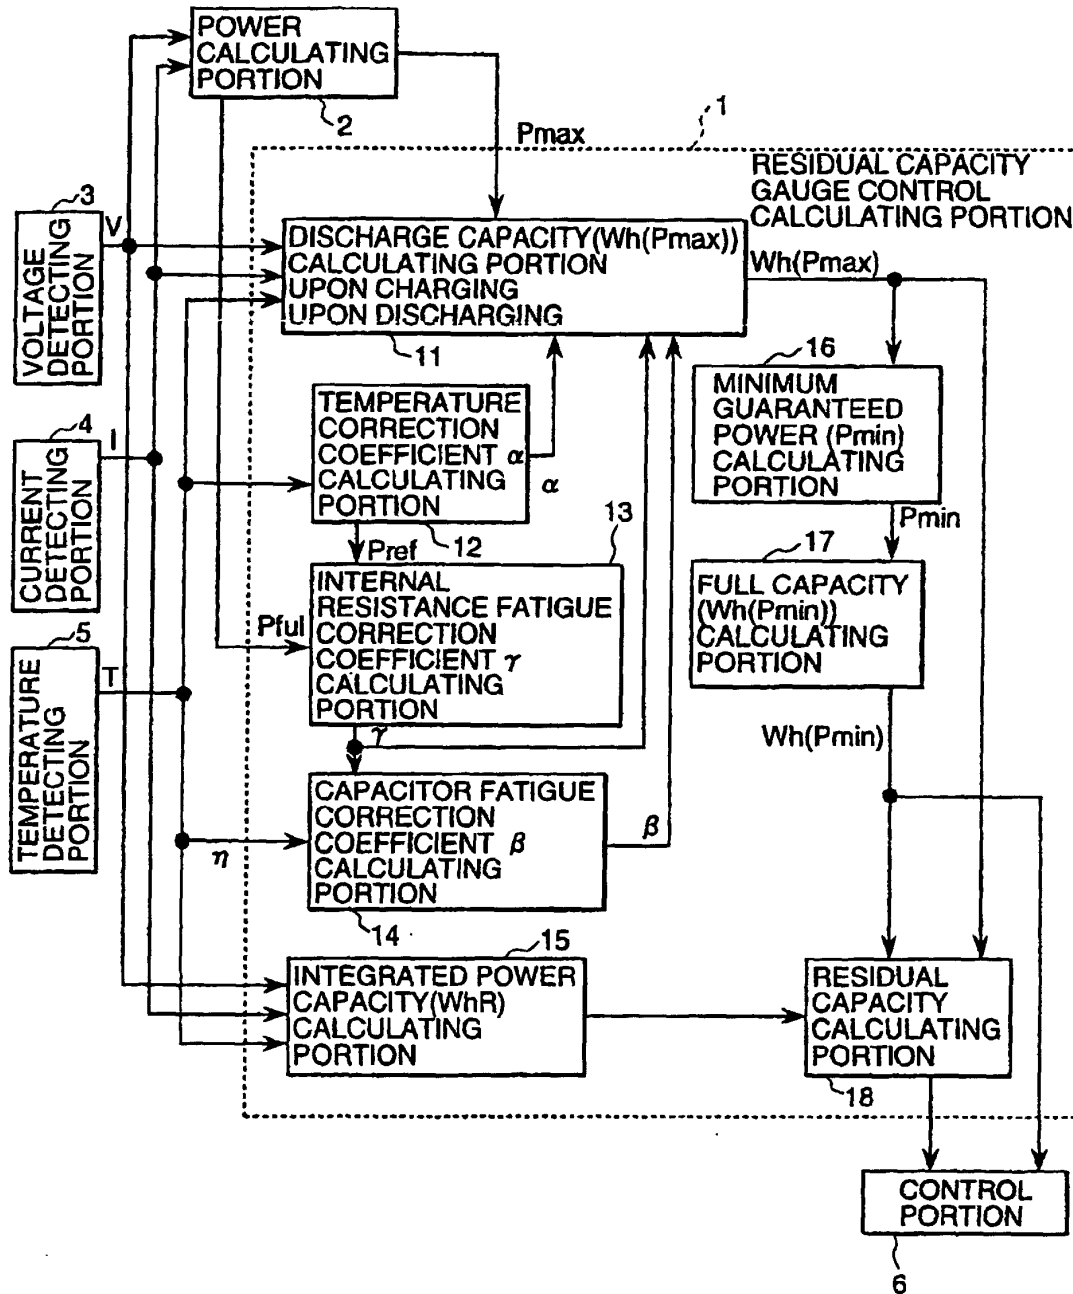 POWER
CALCULATING
PORTION
2
1
Pmax
RESIDUAL CAPACITY
GAUGE CONTROL
CALCULATING PORTION
3
V
VOLTAGE
DETECTING
PORTION
DISCHARGE CAPACITY(Wh(Pmax))
CALCULATING PORTION
UPON CHARGING
UPON DISCHARGING
11
Wh(Pmax)
16
MINIMUM
GUARANTEED
POWER (Pmin)
CALCULATING
PORTION
Pmin
TEMPERATURE
CORRECTION
COEFFICIENT α
CALCULATING
PORTION
α
12
4
I
CURRENT
DETECTING
PORTION
Pref
13
17
FULL CAPACITY
(Wh(Pmin))
CALCULATING
PORTION
Wh(Pmin)
Pful
INTERNAL
RESISTANCE FATIGUE
CORRECTION
COEFFICIENT γ
CALCULATING
PORTION
γ
5
T
TEMPERATURE
DETECTING
PORTION
η
CAPACITOR FATIGUE
CORRECTION
COEFFICIENT β
CALCULATING
PORTION
β
14
15
INTEGRATED POWER
CAPACITY(WhR)
CALCULATING
PORTION
RESIDUAL
CAPACITY
CALCULATING
PORTION
18
CONTROL
PORTION
6